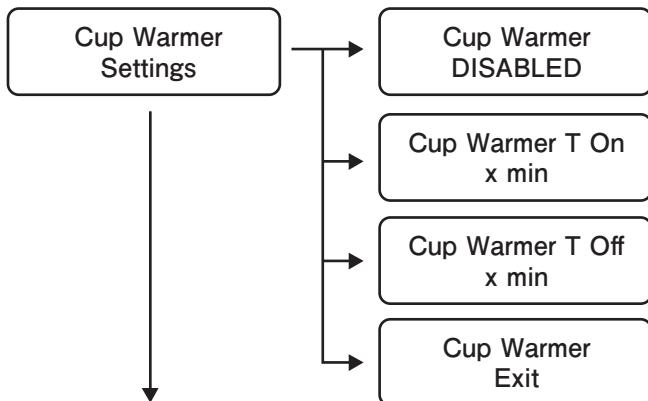 Cup Warmer
Settings
Cup Warmer
DISABLED
Cup Warmer T On
x min
Cup Warmer T Off
x min
Cup Warmer
Exit